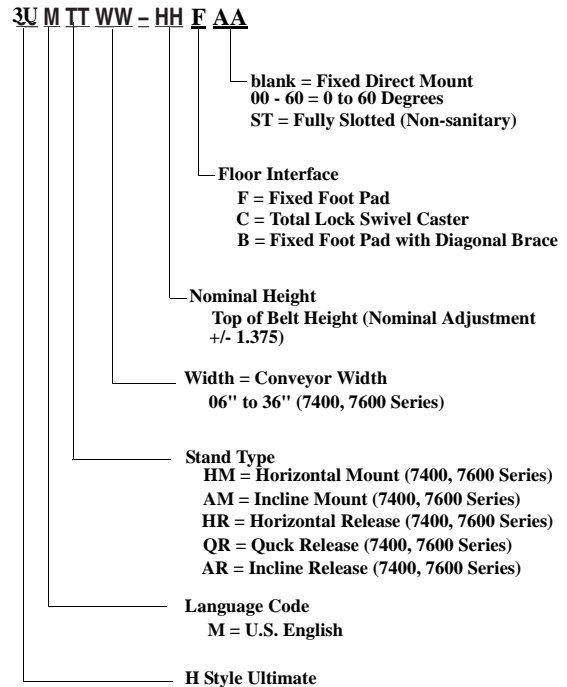 3U M TT WW – HH F AA
blank = Fixed Direct Mount
00 - 60 = 0 to 60 Degrees
ST = Fully Slotted (Non-sanitary)
Floor Interface
F = Fixed Foot Pad
C = Total Lock Swivel Caster
B = Fixed Foot Pad with Diagonal Brace
Nominal Height
Top of Belt Height (Nominal Adjustment
+/- 1.375)
Width = Conveyor Width
06" to 36" (7400, 7600 Series)
Stand Type
HM = Horizontal Mount (7400, 7600 Series)
AM = Incline Mount (7400, 7600 Series)
HR = Horizontal Release (7400, 7600 Series)
QR = Quck Release (7400, 7600 Series)
AR = Incline Release (7400, 7600 Series)
Language Code
M = U.S. English
H Style Ultimate